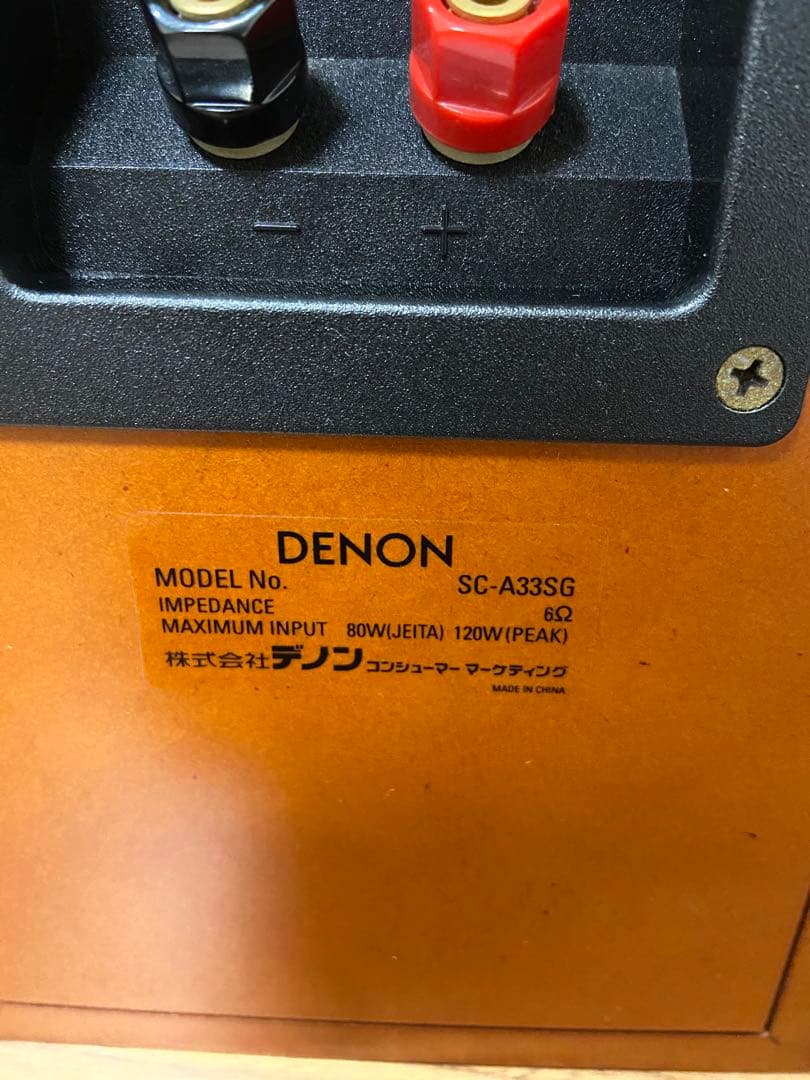 − +
DENON
MODEL No. SC-A33SG
IMPEDANCE 6Ω
MAXIMUM INPUT 80W(JEITA) 120W(PEAK)
株式会社デノン コンシューマー マーケティング
MADE IN CHINA